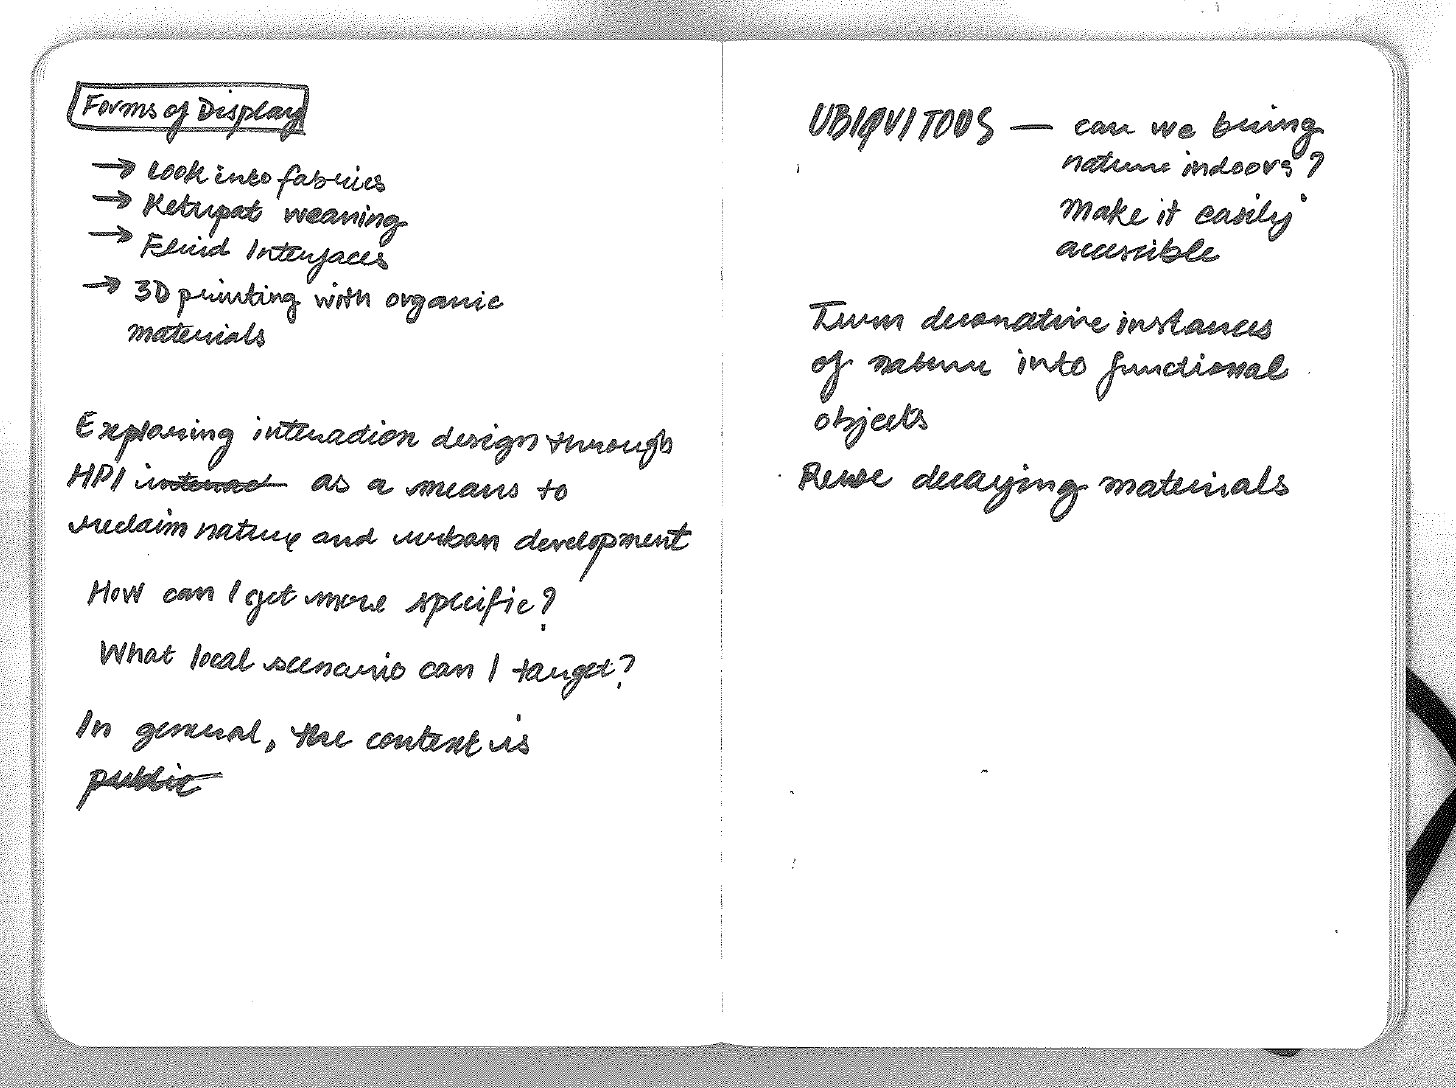 Forms of Display
→ Look into fabrics
→ Ketupat weaving
→ Fluid Interfaces
→ 3D printing with organic
materials
Exploring interaction design through
HPI interac as a means to
reclaim nature and urban development
How can I get more specific?
What local scenario can I target?
In general, the context is
public
UBIQUITOUS — can we bring
nature indoors?
Make it easily
accessible
Turn decorative instances
of nature into functional
objects
Reuse decaying materials